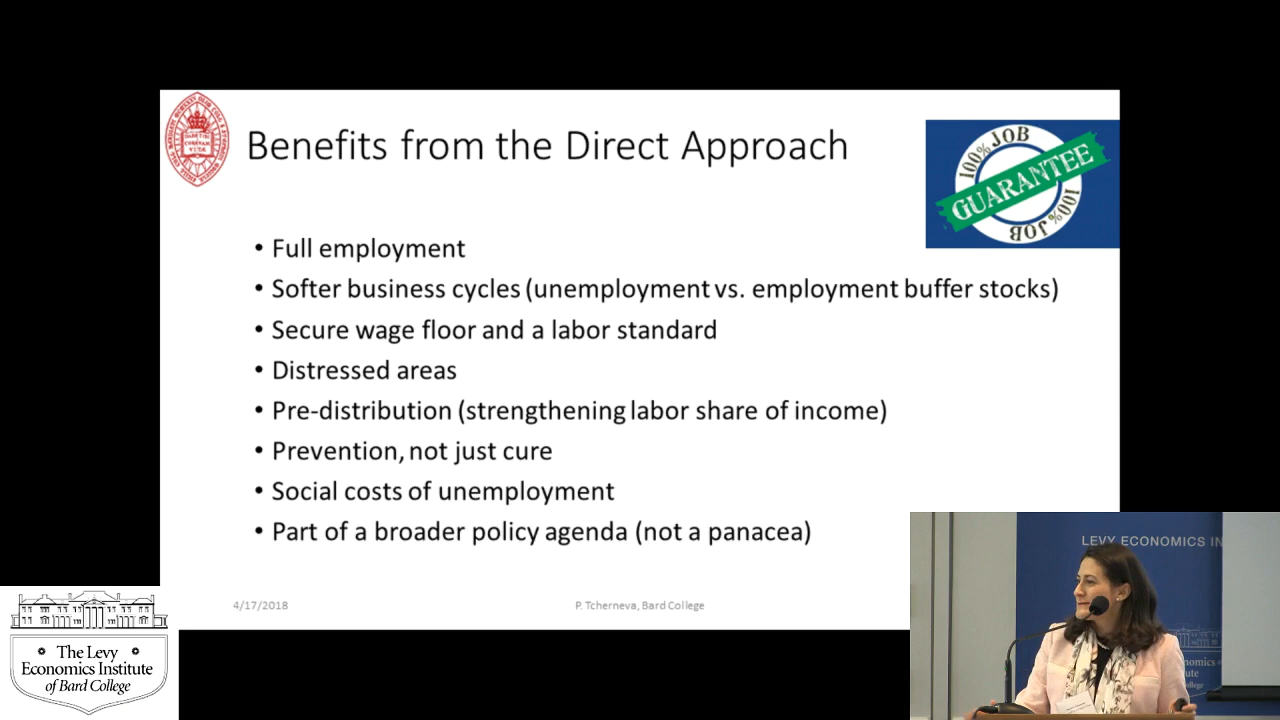 Benefits from the Direct Approach
100% JOB
GUARANTEE
100% JOB
• Full employment
• Softer business cycles (unemployment vs. employment buffer stocks)
• Secure wage floor and a labor standard
• Distressed areas
• Pre-distribution (strengthening labor share of income)
• Prevention, not just cure
• Social costs of unemployment
• Part of a broader policy agenda (not a panacea)
4/17/2018
P. Tcherneva, Bard College
LEVY ECONOMICS IN
The Levy
Economics Institute
of Bard College